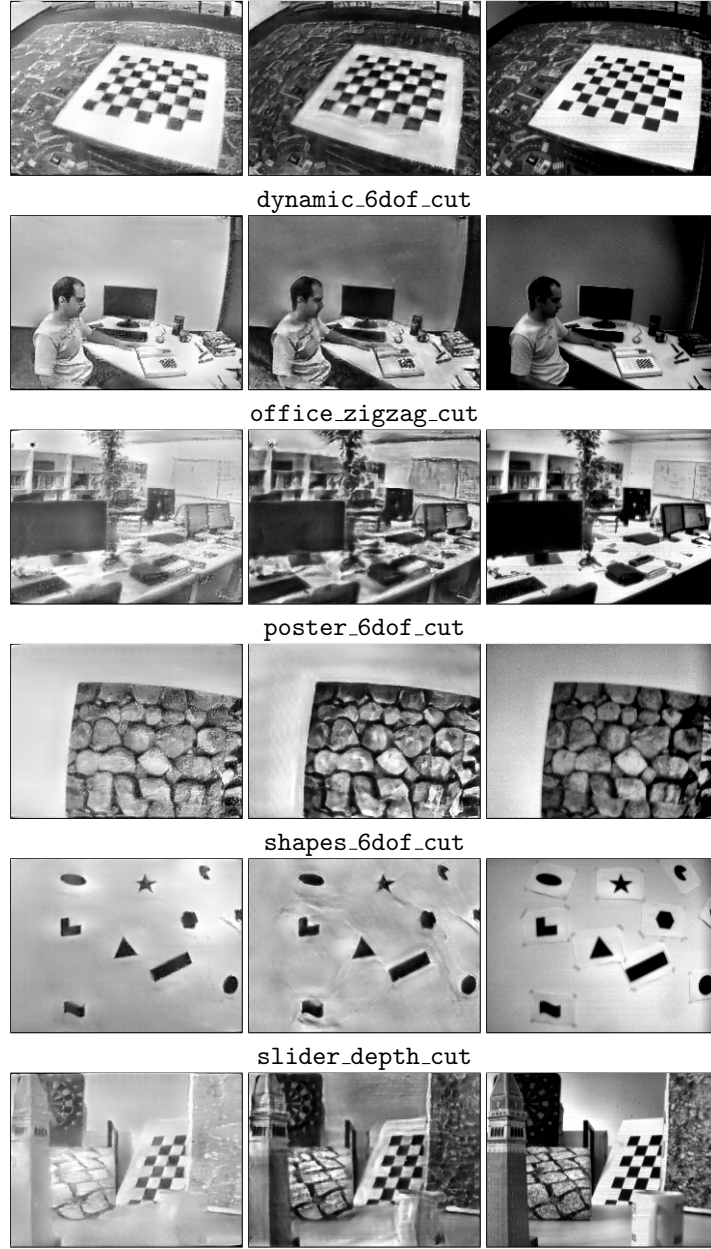 dynamic_6dof_cut
office_zigzag_cut
poster_6dof_cut
shapes_6dof_cut
slider_depth_cut